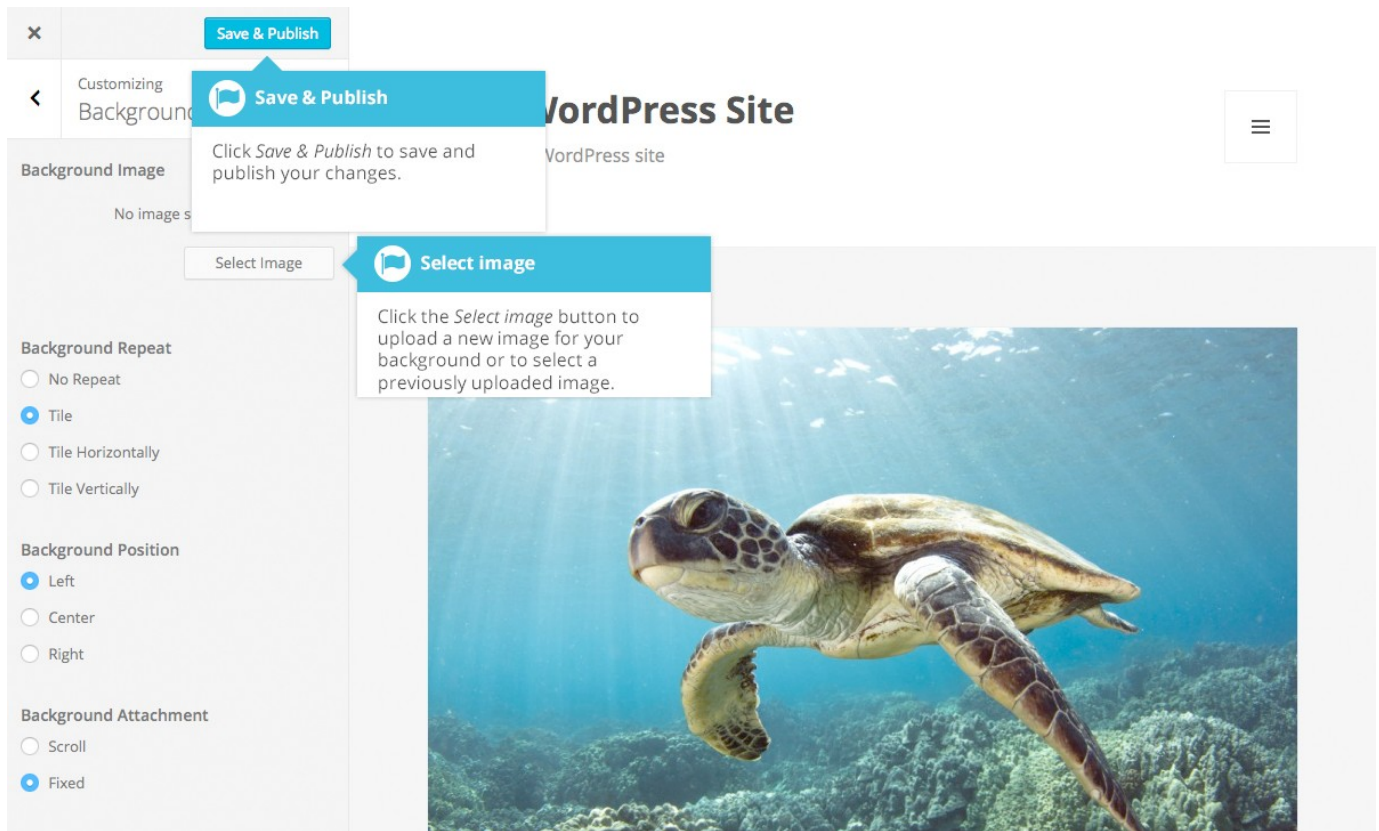 Save & Publish
Customizing
Save & Publish
Click Save & Publish to save and
publish your changes.
WordPress Site
WordPress site
Background Image
No image
Select Image
Select image
Click the Select image button to
upload a new image for your
background or to select a
previously uploaded image.
Background Repeat
No Repeat
Tile
Tile Horizontally
Tile Vertically
Background Position
Left
Center
Right
Background Attachment
Scroll
Fixed